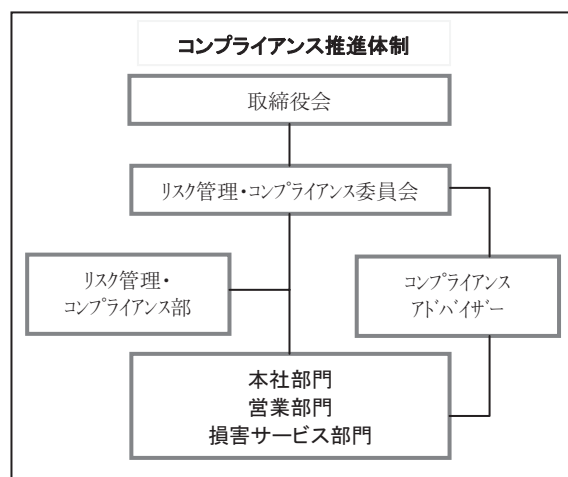 コンプライアンス推進体制
取締役会
リスク管理・コンプライアンス委員会
リスク管理・
コンプライアンス部
コンプライアンス
アドバイザー
本社部門
営業部門
損害サービス部門